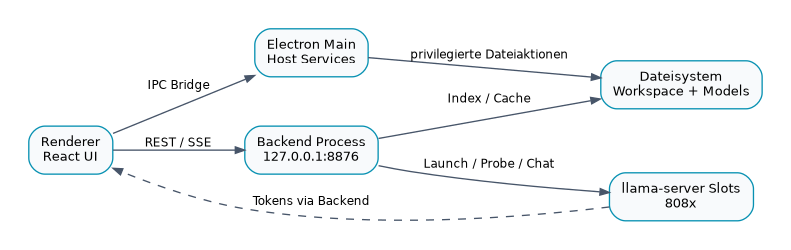 Electron Main
Host Services
privilegierte Dateiaktionen
Dateisystem
Workspace + Models
IPC Bridge
Index / Cache
Renderer
React UI
REST / SSE
Backend Process
127.0.0.1:8876
Launch / Probe / Chat
llama-server Slots
808x
Tokens via Backend